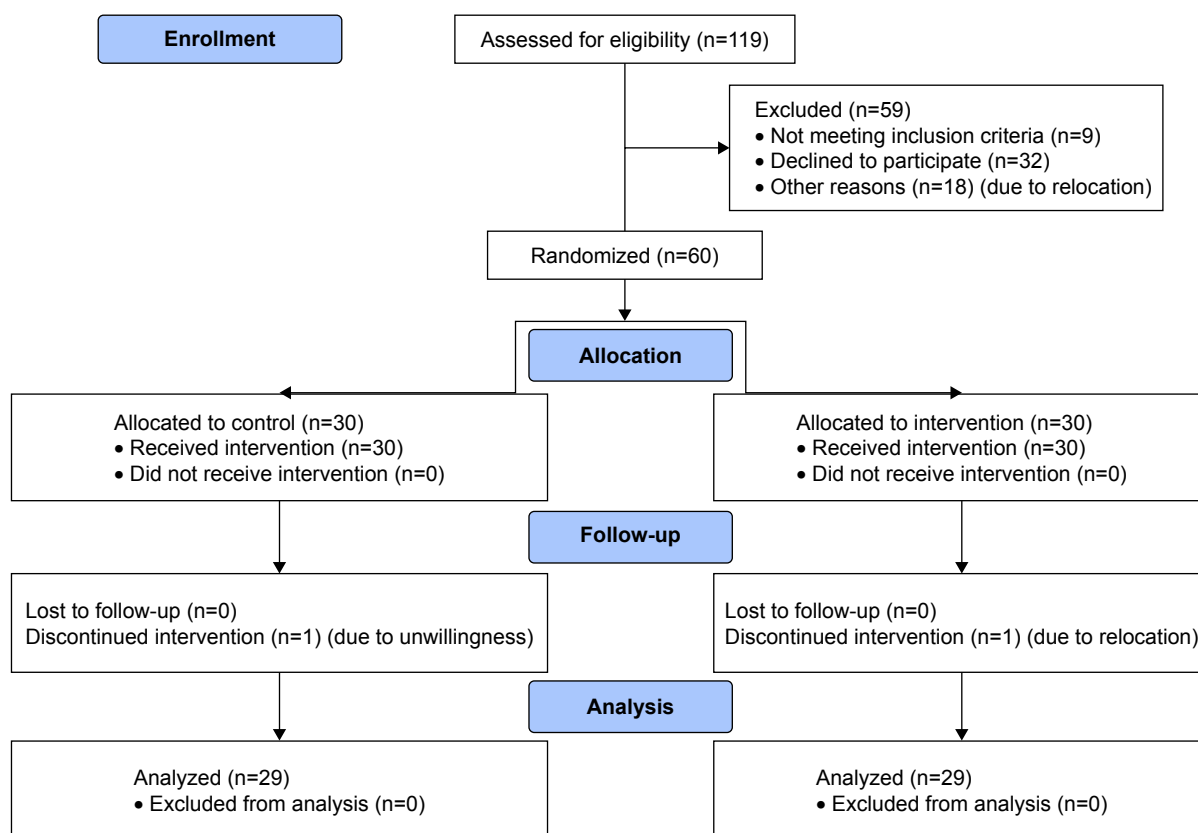 Enrollment
Assessed for eligibility (n=119)
Excluded (n=59)
• Not meeting inclusion criteria (n=9)
• Declined to participate (n=32)
• Other reasons (n=18) (due to relocation)
Randomized (n=60)
Allocation
Allocated to control (n=30)
• Received intervention (n=30)
• Did not receive intervention (n=0)
Allocated to intervention (n=30)
• Received intervention (n=30)
• Did not receive intervention (n=0)
Follow-up
Lost to follow-up (n=0)
Discontinued intervention (n=1) (due to unwillingness)
Lost to follow-up (n=0)
Discontinued intervention (n=1) (due to relocation)
Analysis
Analyzed (n=29)
• Excluded from analysis (n=0)
Analyzed (n=29)
• Excluded from analysis (n=0)